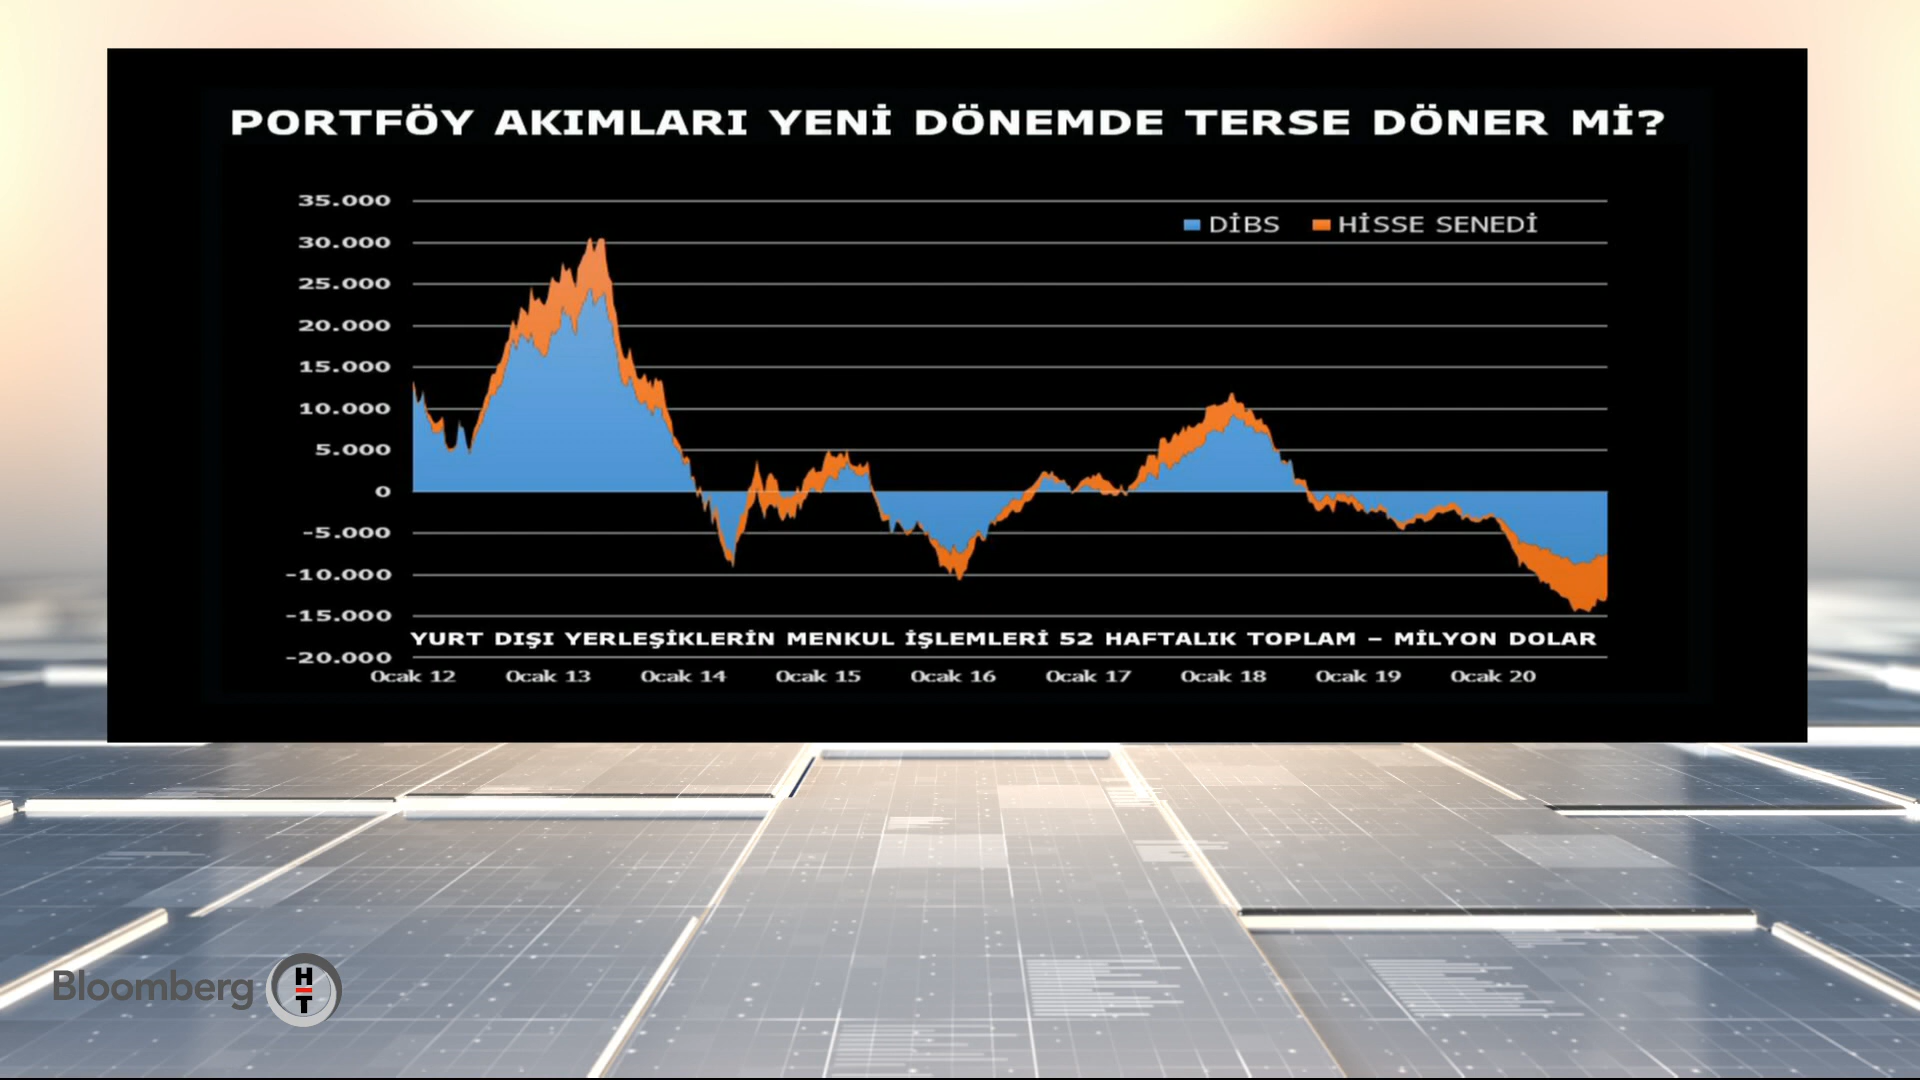 PORTFÖY AKIMLARI YENİ DÖNEMDE TERSE DÖNER Mİ?
DİBS HİSSE SENEDİ
35.000
30.000
25.000
20.000
15.000
10.000
5.000
0
-5.000
-10.000
-15.000
-20.000
YURT DIŞI YERLEŞİKLERİN MENKUL İŞLEMLERİ 52 HAFTALIK TOPLAM – MİLYON DOLAR
Ocak 12 Ocak 13 Ocak 14 Ocak 15 Ocak 16 Ocak 17 Ocak 18 Ocak 19 Ocak 20
Bloomberg HT